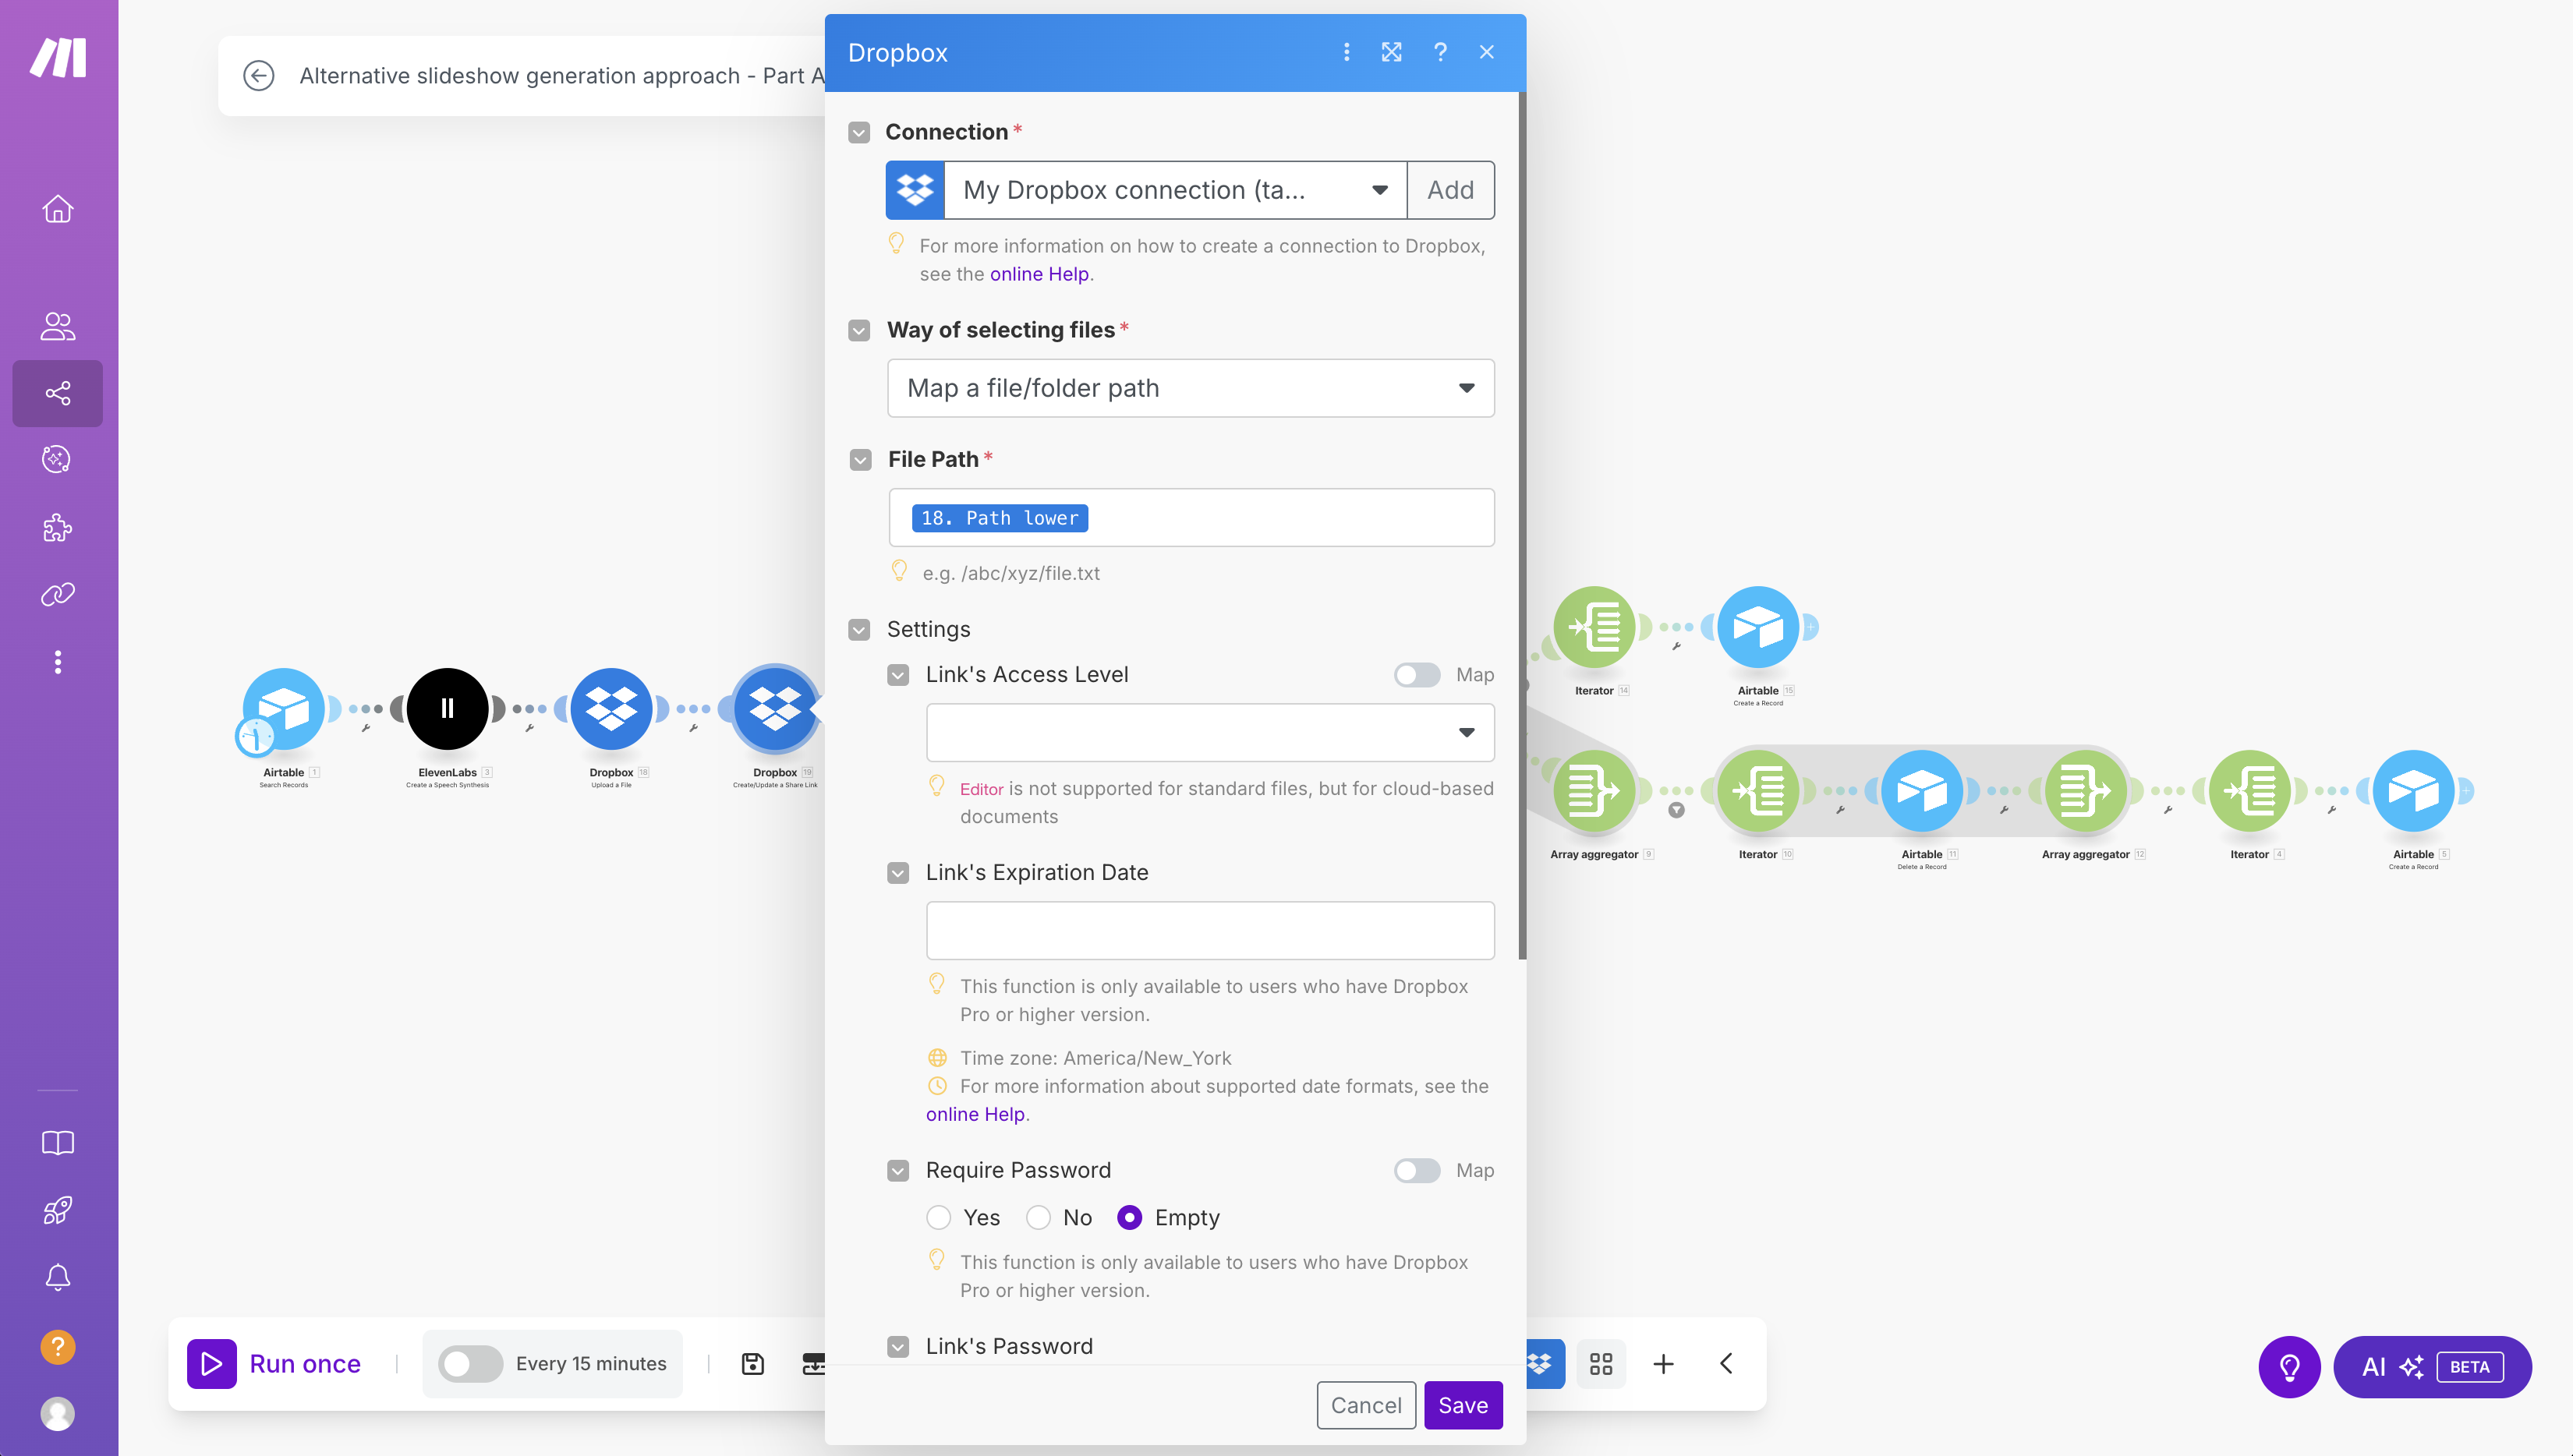 Alternative slideshow generation approach - Part A
Dropbox
Connection *
My Dropbox connection (ta...
Add
For more information on how to create a connection to Dropbox,
see the online Help.
Way of selecting files *
Map a file/folder path
File Path *
18. Path lower
e.g. /abc/xyz/file.txt
Settings
Link's Access Level
Map
Editor is not supported for standard files, but for cloud-based
documents
Link's Expiration Date
This function is only available to users who have Dropbox
Pro or higher version.
Time zone: America/New_York
For more information about supported date formats, see the
online Help.
Require Password
Map
Yes No Empty
This function is only available to users who have Dropbox
Pro or higher version.
Link's Password
Cancel
Save
Airtable 1
Search Records
ElevenLabs 3
Create a Speech Synthesis
Dropbox 18
Upload a File
Dropbox 19
Create/Update a Share Link
Iterator 14
Airtable 15
Create a Record
Array aggregator 9
Iterator 10
Airtable 11
Delete a Record
Array aggregator 12
Iterator 4
Airtable 5
Create a Record
Run once
Every 15 minutes
AI
BETA